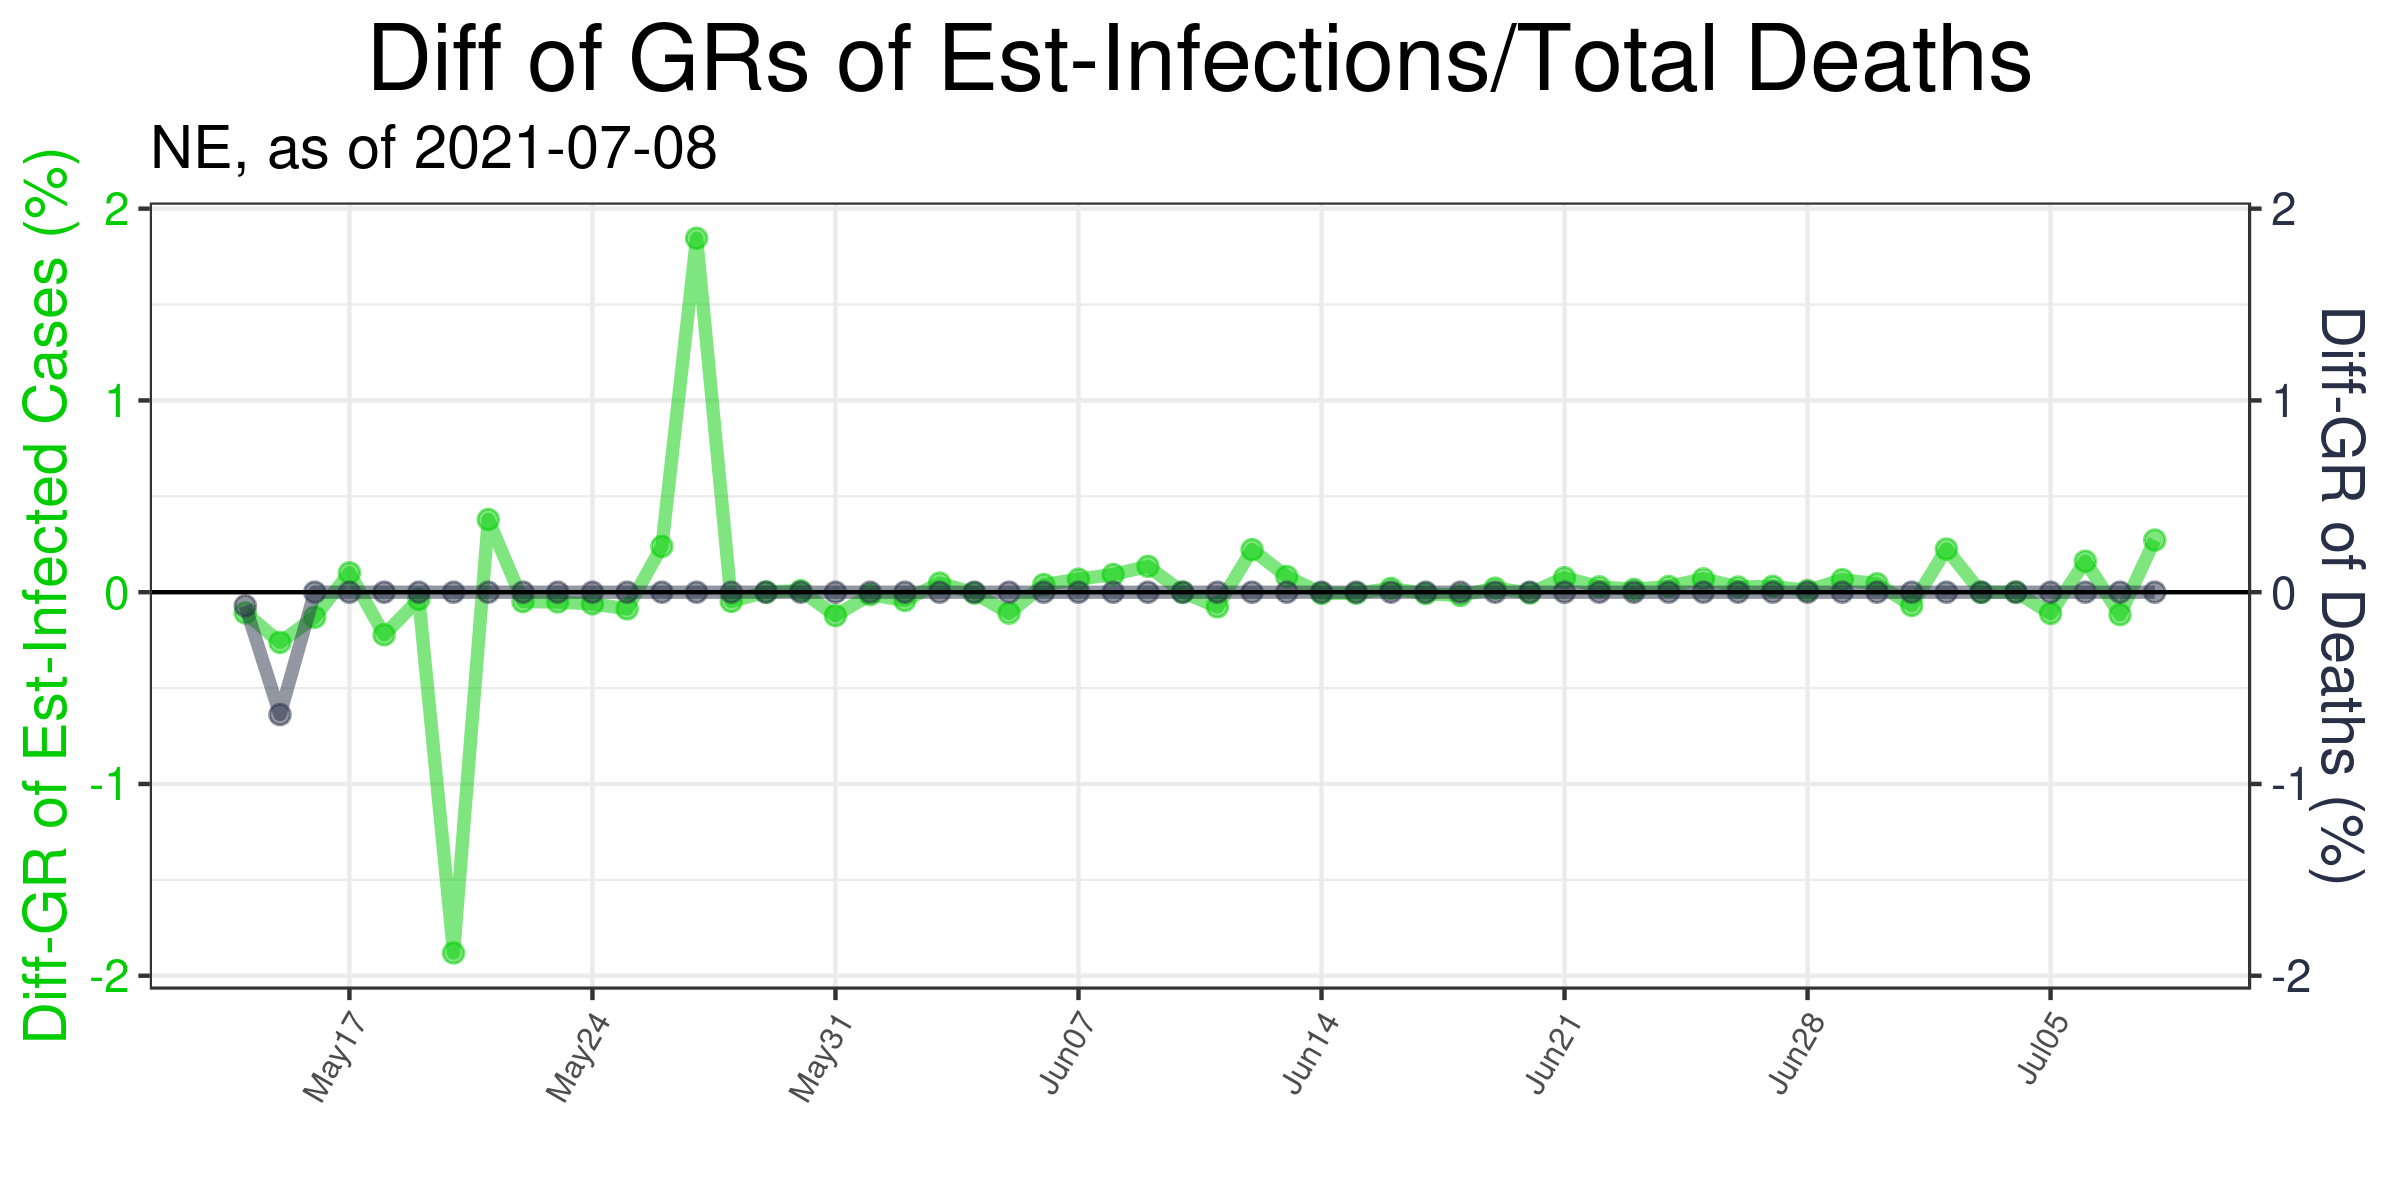 Diff of GRs of Est-Infections/Total Deaths
NE, as of 2021-07-08
Diff-GR of Est-Infected Cases (%)
2
1
0
-1
-2
2
1
0
-1
-2
Diff-GR of Deaths (%)
May17
May24
May31
Jun07
Jun14
Jun21
Jun28
Jul05